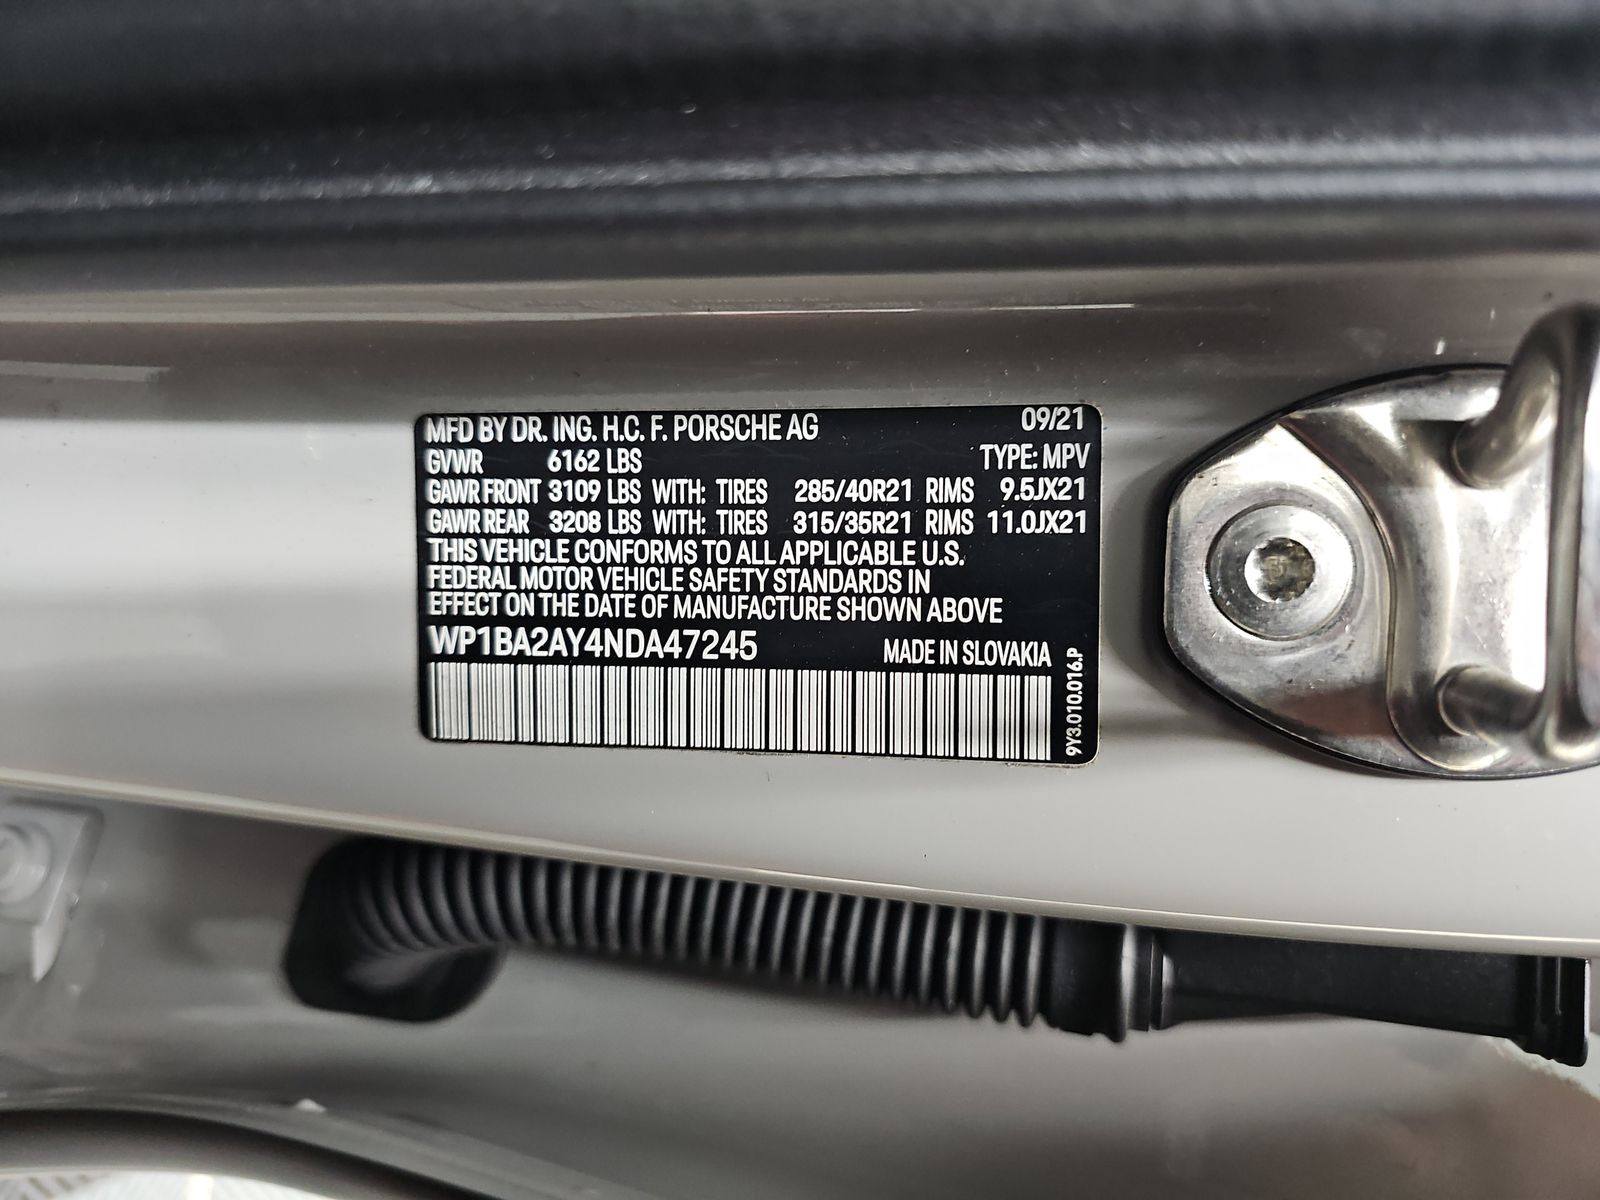 MFD BY DR. ING. H.C. F. PORSCHE AG 09/21
GVWR 6162 LBS TYPE: MPV
GAWR FRONT 3109 LBS WITH: TIRES 285/40R21 RIMS 9.5JX21
GAWR REAR 3208 LBS WITH: TIRES 315/35R21 RIMS 11.0JX21
THIS VEHICLE CONFORMS TO ALL APPLICABLE U.S.
FEDERAL MOTOR VEHICLE SAFETY STANDARDS IN
EFFECT ON THE DATE OF MANUFACTURE SHOWN ABOVE
WP1BA2AY4NDA47245 MADE IN SLOVAKIA
9Y3.010.016.P